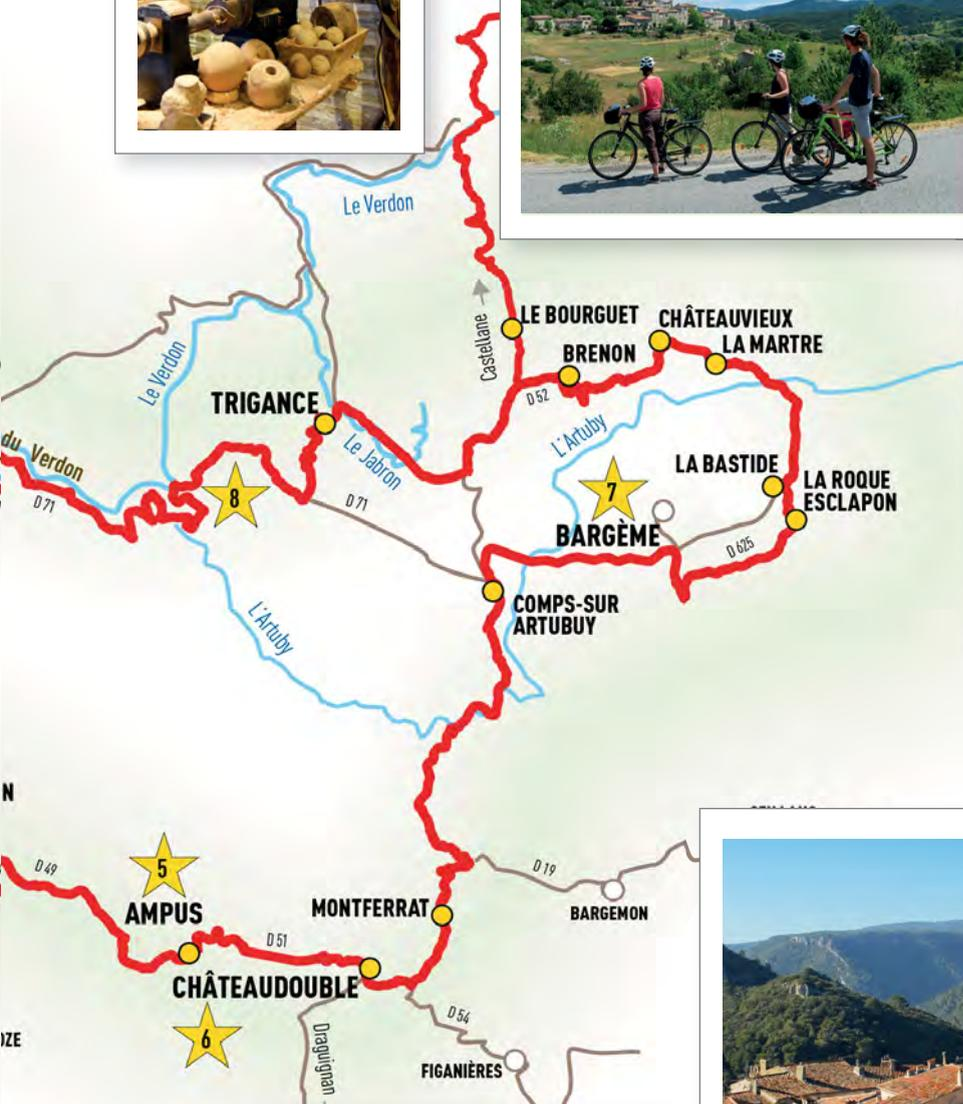 Le Verdon
LE BOURGUET
CHÂTEAUVIEUX
LA MARTRE
Castellane
BRENON
Le Verdon
D 52
TRIGANCE
L'Artuby
du Verdon
Le Jabron
LA BASTIDE
LA ROQUE
ESCLAPON
8
7
D 71
D 71
BARGÈME
D 625
COMPS-SUR
ARTUBUY
L'Artuby
N
5
D 49
D 19
AMPUS
MONTFERRAT
BARGEMON
D 51
CHÂTEAUDOUBLE
D 54
6
OZE
Draguignan
FIGANIÈRES